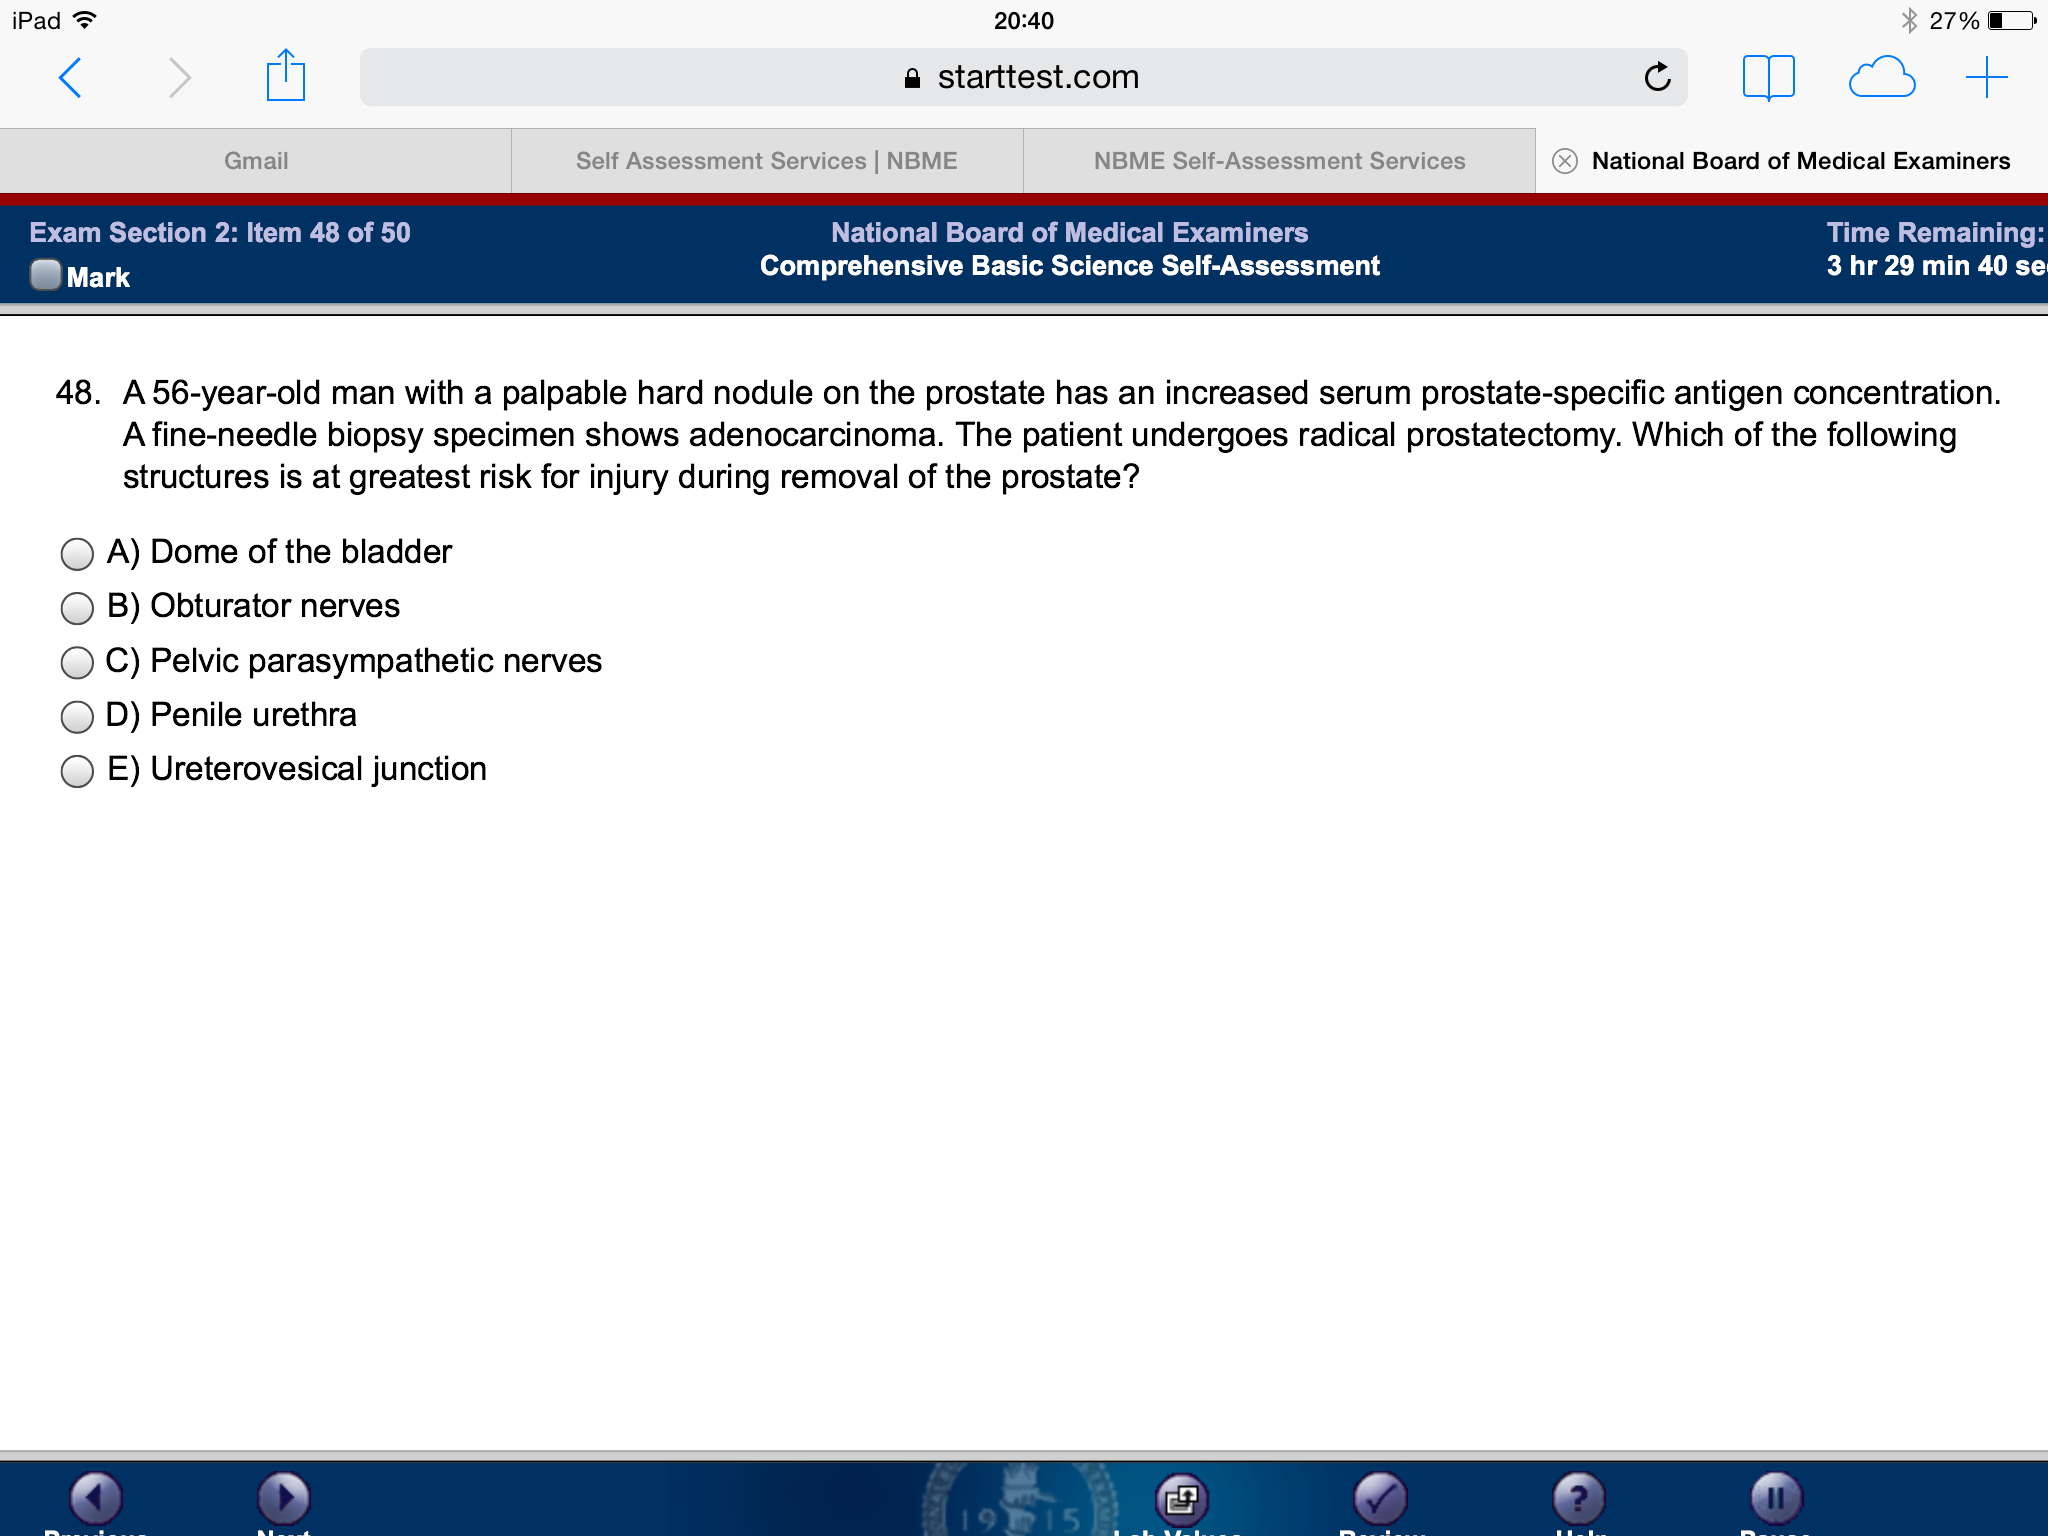 iPad
20:40
27%
starttest.com
Gmail
Self Assessment Services | NBME
NBME Self-Assessment Services
National Board of Medical Examiners
Exam Section 2: Item 48 of 50
National Board of Medical Examiners
Time Remaining:
Mark
Comprehensive Basic Science Self-Assessment
3 hr 29 min 40 se
48. A 56-year-old man with a palpable hard nodule on the prostate has an increased serum prostate-specific antigen concentration.
A fine-needle biopsy specimen shows adenocarcinoma. The patient undergoes radical prostatectomy. Which of the following
structures is at greatest risk for injury during removal of the prostate?
A) Dome of the bladder
B) Obturator nerves
C) Pelvic parasympathetic nerves
D) Penile urethra
E) Ureterovesical junction
19 15